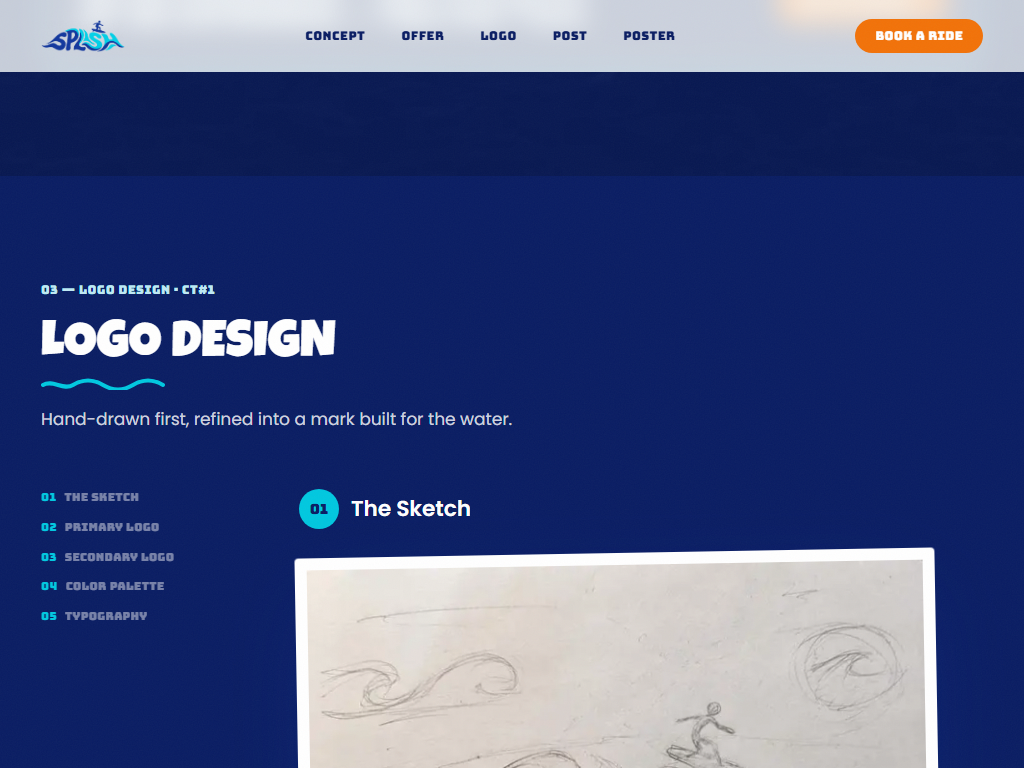 SPLASH
CONCEPT OFFER LOGO POST POSTER
BOOK A RIDE
03 — LOGO DESIGN • CT#1
LOGO DESIGN
Hand-drawn first, refined into a mark built for the water.
01 THE SKETCH
02 PRIMARY LOGO
03 SECONDARY LOGO
04 COLOR PALETTE
05 TYPOGRAPHY
01 The Sketch